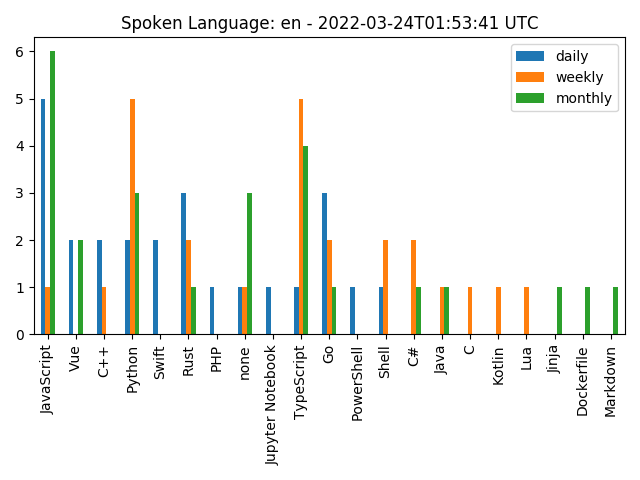 Spoken Language: en - 2022-03-24T01:53:41 UTC
daily
weekly
monthly
6
5
4
3
2
1
0
JavaScript
Vue
C++
Python
Swift
Rust
PHP
none
Jupyter Notebook
TypeScript
Go
PowerShell
Shell
C#
Java
C
Kotlin
Lua
Jinja
Dockerfile
Markdown